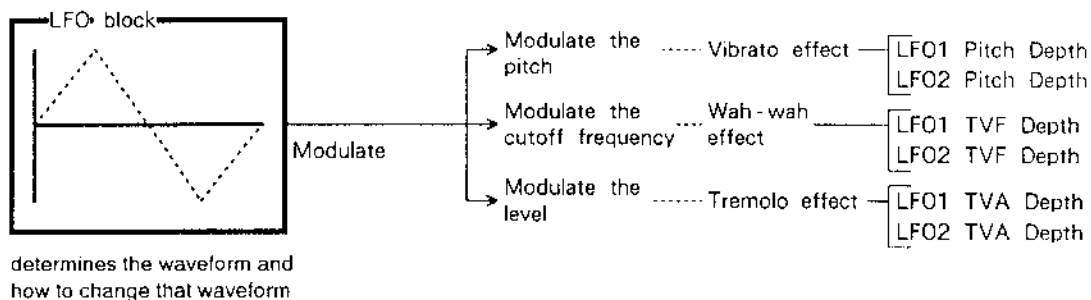 LFO block
Modulate
Modulate the
pitch
Vibrato effect
LFO1 Pitch Depth
LFO2 Pitch Depth
Modulate the
cutoff frequency
Wah-wah
effect
LFO1 TVF Depth
LFO2 TVF Depth
Modulate the
level
Tremolo effect
LFO1 TVA Depth
LFO2 TVA Depth
determines the waveform and
how to change that waveform